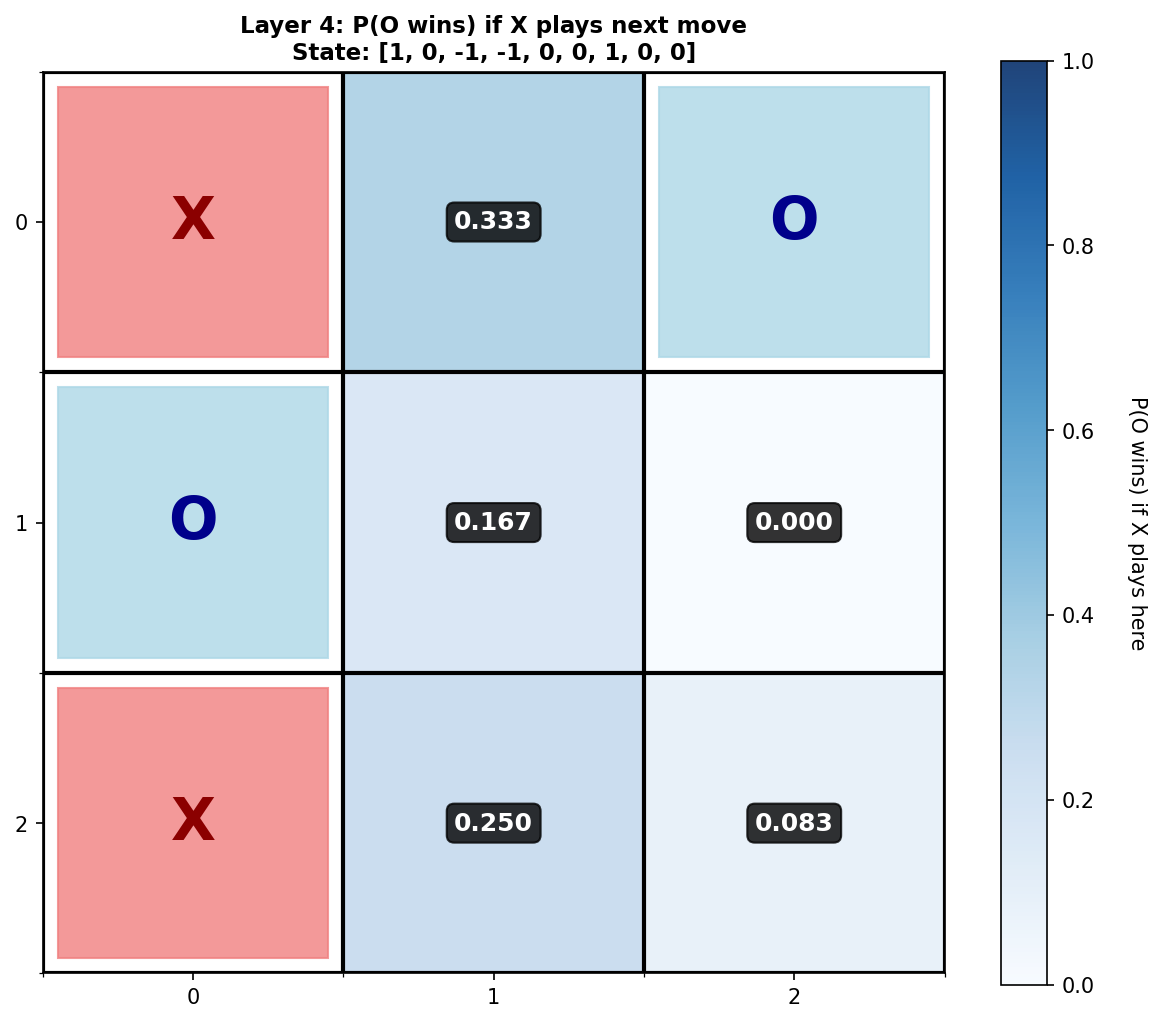 Layer 4: P(O wins) if X plays next move
State: [1, 0, -1, -1, 0, 0, 1, 0, 0]
0
X
0.333
O
1
O
0.167
0.000
2
X
0.250
0.083
0
1
2
1.0
0.8
0.6
0.4
0.2
0.0
P(O wins) if X plays here